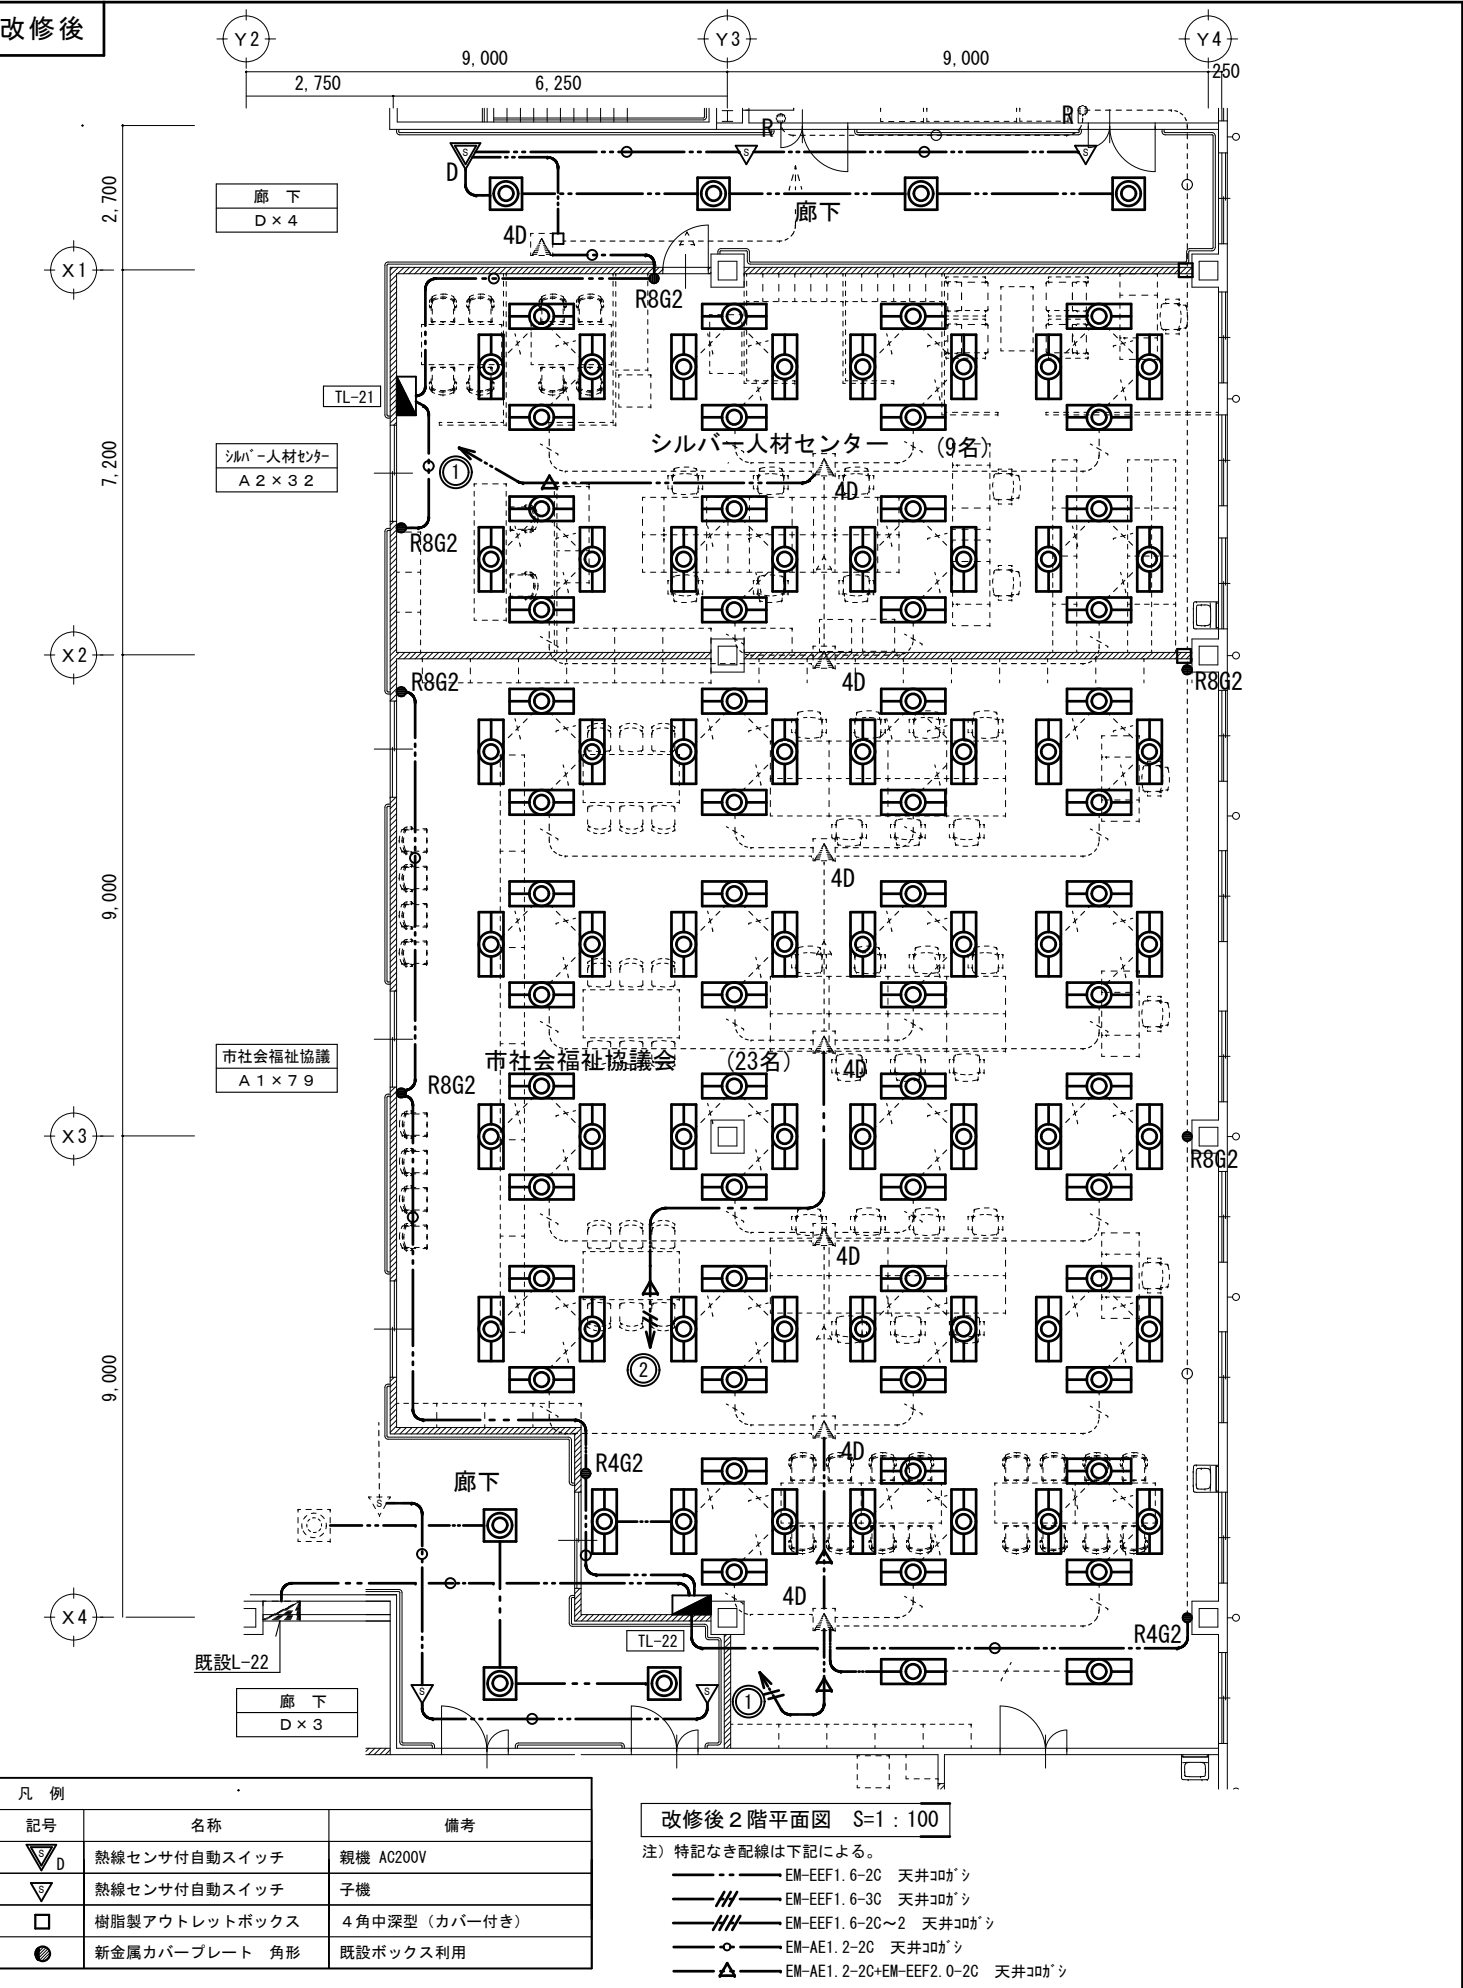 改修後
Y2
Y3
Y4
9,000
9,000
250
2,750
6,250
R
R
S
S
S
D
2,700
廊 下
D×4
廊下
4D
X1
R8G2
TL-21
シルバー人材センター
(9名)
7,200
シルバー人材センター
A2×32
1
4D
R8G2
X2
R8G2
4D
R8G2
4D
9,000
市社会福祉協議
A1×79
市社会福祉協議会
(23名)
4D
R8G2
X3
R8G2
4D
2
9,000
4D
廊下
R4G2
S
4D
X4
TL-22
R4G2
既設L-22
S
S
1
廊 下
D×3
凡 例
記号 名称 備考
S D 熱線センサ付自動スイッチ 親機 AC200V
S 熱線センサ付自動スイッチ 子機
樹脂製アウトレットボックス 4角中深型（カバー付き）
新金属カバープレート 角形 既設ボックス利用
改修後2階平面図 S=1：100
注）特記なき配線は下記による。
EM-EEF1.6-2C 天井コロガシ
EM-EEF1.6-3C 天井コロガシ
EM-EEF1.6-2C～2 天井コロガシ
EM-AE1.2-2C 天井コロガシ
EM-AE1.2-2C+EM-EEF2.0-2C 天井コロガシ